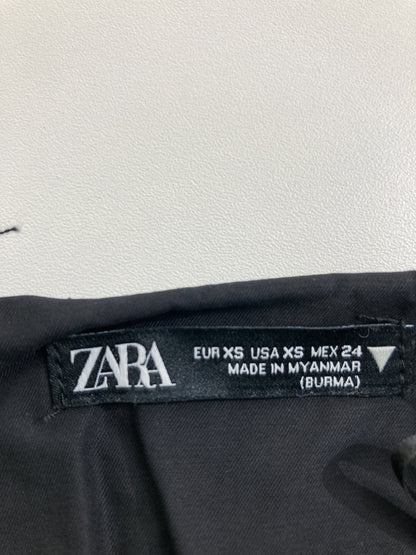 ZARA
EUR XS USA XS MEX 24
MADE IN MYANMAR
(BURMA)